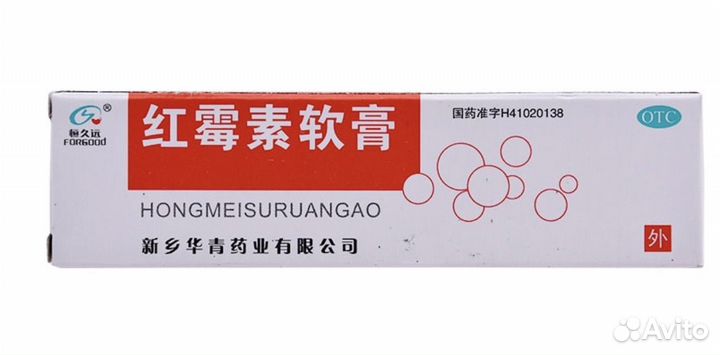 恒久远®
FORGOOD
红霉素软膏
国药准字H41020138
OTC
HONGMEISURUANGAO
新乡华青药业有限公司
外
Avito